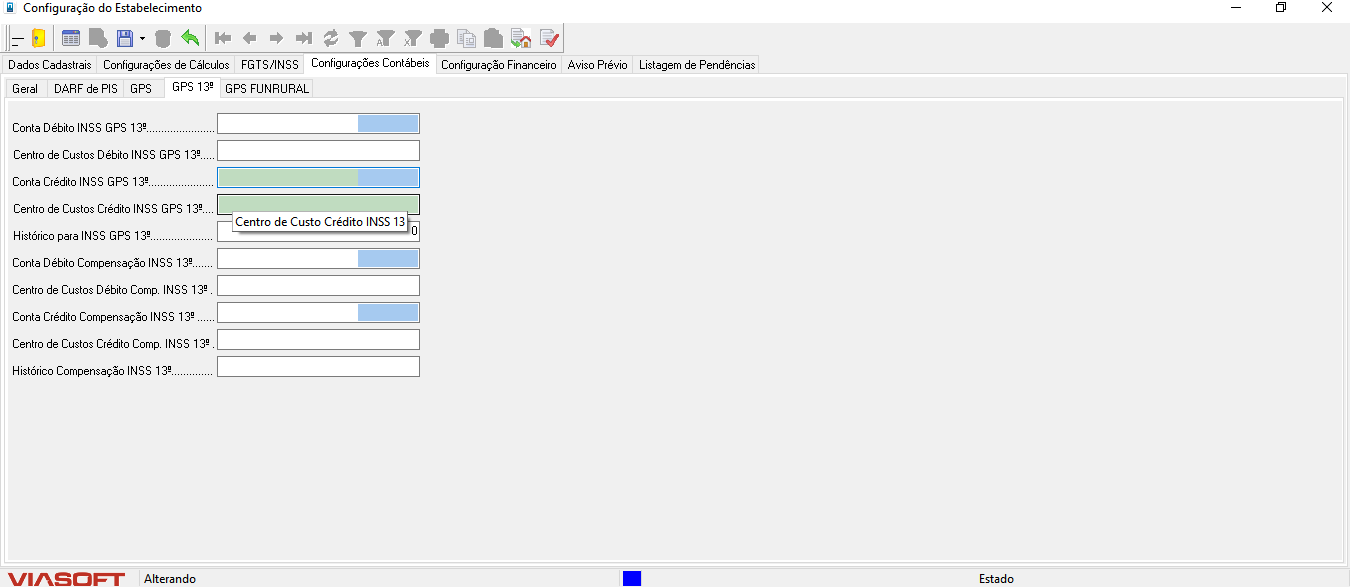 Configuração do Estabelecimento
Dados Cadastrais Configurações de Cálculos FGTS/INSS Configurações Contábeis Configuração Financeiro Aviso Prévio Listagem de Pendências
Geral DARF de PIS GPS GPS 13º GPS FUNRURAL
Conta Débito INSS GPS 13º.......................
Centro de Custos Débito INSS GPS 13º.....
Conta Crédito INSS GPS 13º......................
Centro de Custos Crédito INSS GPS 13º....
Centro de Custo Crédito INSS 13
Histórico para INSS GPS 13º..................... 0
Conta Débito Compensação INSS 13º.......
Centro de Custos Débito Comp. INSS 13º .
Conta Crédito Compensação INSS 13º ......
Centro de Custos Crédito Comp. INSS 13º .
Histórico Compensação INSS 13º..............
VIASOFT Alterando Estado